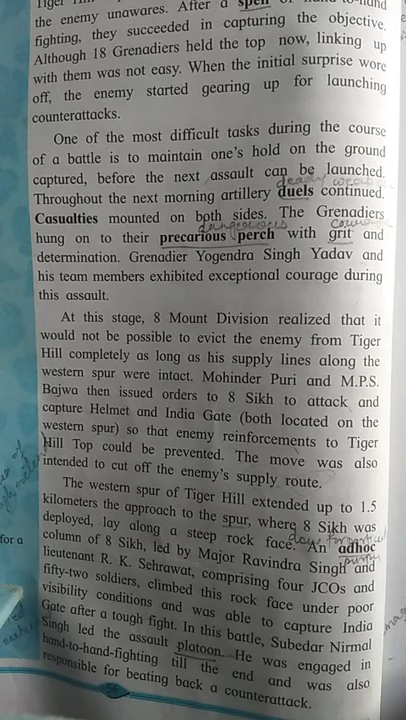 Tiger
the enemy unawares. After a spell of hand-to-hand
fighting, they succeeded in capturing the objective.
Although 18 Grenadiers held the top now, linking up
with them was not easy. When the initial surprise wore
off, the enemy started gearing up for launching
counterattacks.
One of the most difficult tasks during the course
of a battle is to maintain one's hold on the ground
captured, before the next assault can be launched.
Throughout the next morning artillery duels continued.
Casualties mounted on both sides. The Grenadiers
dangerous
hung on to their precarious perch with grit and
determination. Grenadier Yogendra Singh Yadav and
his team members exhibited exceptional courage during
this assault.
At this stage, 8 Mount Division realized that it
would not be possible to evict the enemy from Tiger
Hill completely as long as his supply lines along the
western spur were intact. Mohinder Puri and M.P.S.
Bajwa then issued orders to 8 Sikh to attack and
capture Helmet and India Gate (both located on the
western spur) so that enemy reinforcements to Tiger
Hill Top could be prevented. The move was also
intended to cut off the enemy's supply route.
The western spur of Tiger Hill extended up to 1.5
kilometers the approach to the spur, where 8 Sikh was
deployed, lay along a steep rock face. An adhoc
column of 8 Sikh, led by Major Ravindra Singh and
lieutenant R. K. Sehrawat, comprising four JCOs and
fifty-two soldiers, climbed this rock face under poor
visibility conditions and was able to capture India
Gate after a tough fight. In this battle, Subedar Nirmal
Singh led the assault platoon. He was engaged in
hand-to-hand-fighting till the end and was also
responsible for beating back a counterattack.
for a